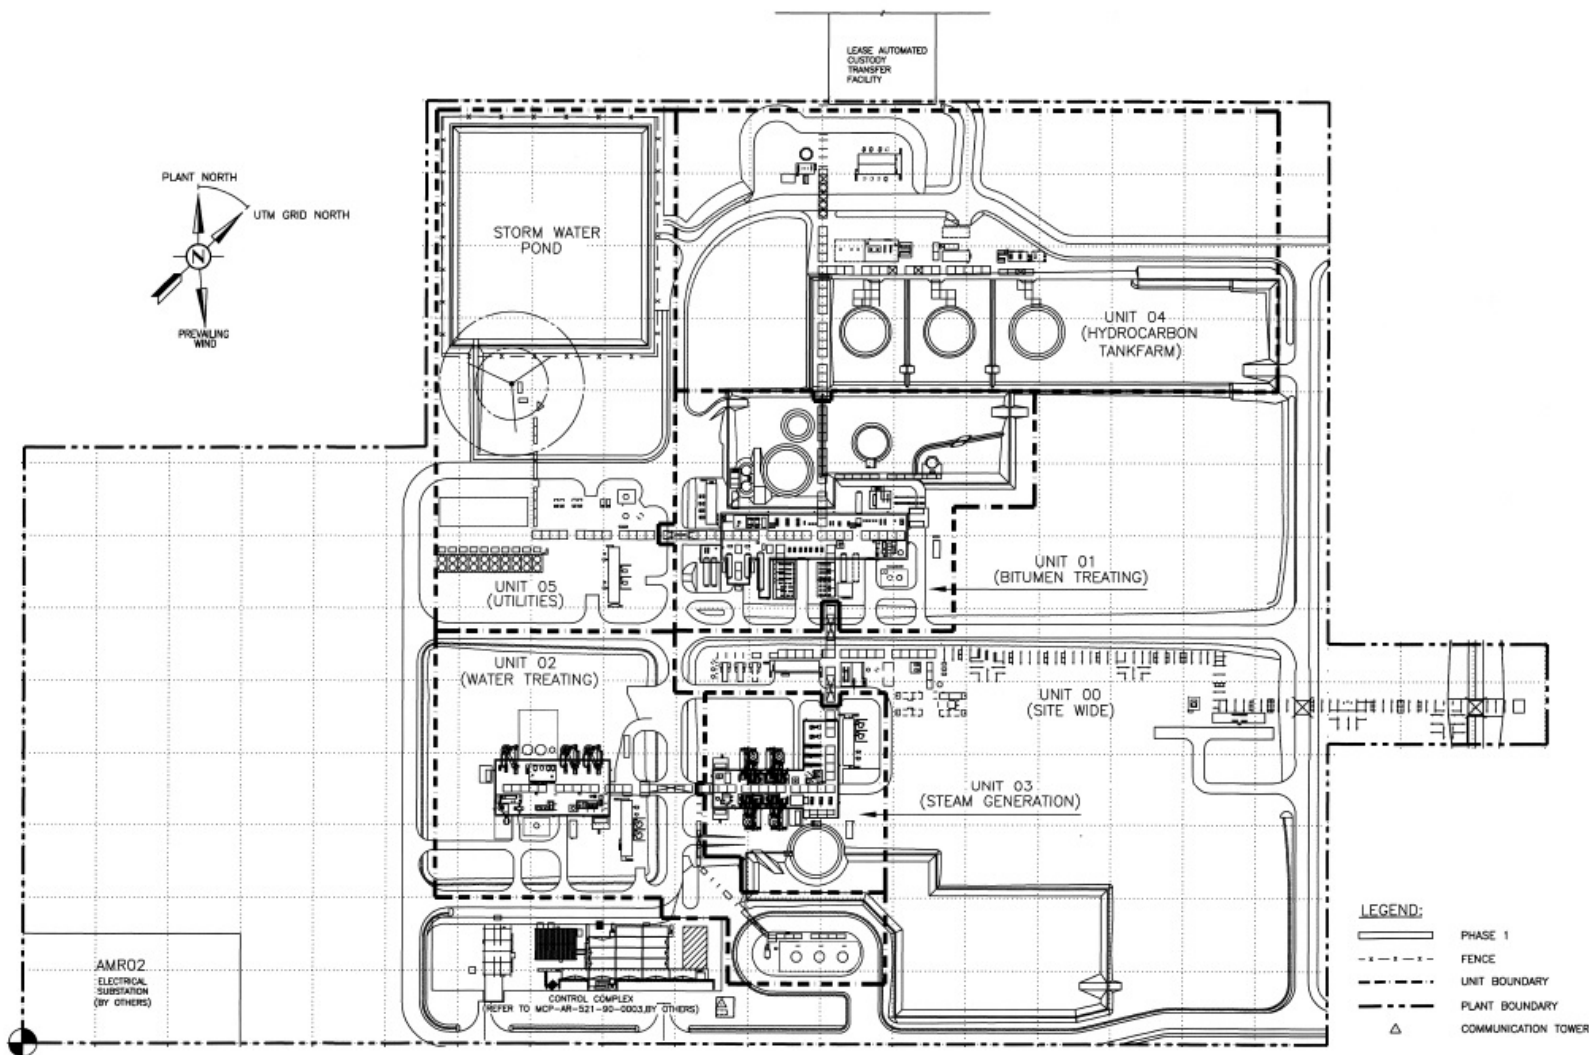 LEASE AUTOMATED
CUSTODY
TRANSFER
FACILITY
PLANT NORTH
UTM GRID NORTH
N
PREVAILING
WIND
STORM WATER
POND
UNIT 04
(HYDROCARBON
TANKFARM)
UNIT 01
(BITUMEN TREATING)
UNIT 05
(UTILITIES)
UNIT 02
(WATER TREATING)
UNIT 00
(SITE WIDE)
UNIT 03
(STEAM GENERATION)
AMR02
ELECTRICAL
SUBSTATION
(BY OTHERS)
CONTROL COMPLEX
(REFER TO MCP-AR-521-90-0003,BY OTHERS)
LEGEND:
PHASE 1
FENCE
UNIT BOUNDARY
PLANT BOUNDARY
COMMUNICATION TOWER